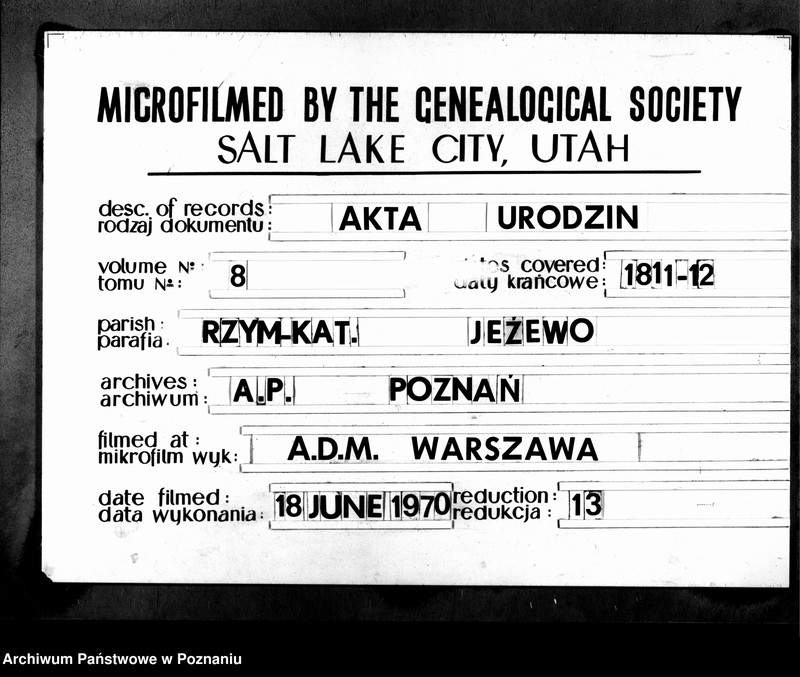 MICROFILMED BY THE GENEALOGICAL SOCIETY
SALT LAKE CITY, UTAH
desc. of records: AKTA URODZIN
rodzaj dokumentu:
volume №: 8
tomu №:
covered: 1811-12
daty krańcowe:
parish: RZYM-KAT. JEŻEWO
parafia.
archives: A.P. POZNAŃ
archiwum:
filmed at: A.D.M. WARSZAWA
mikrofilm wyk:
date filmed: 18 JUNE 1970 reduction: 13
data wykonania: redukcja:
Archiwum Państwowe w Poznaniu